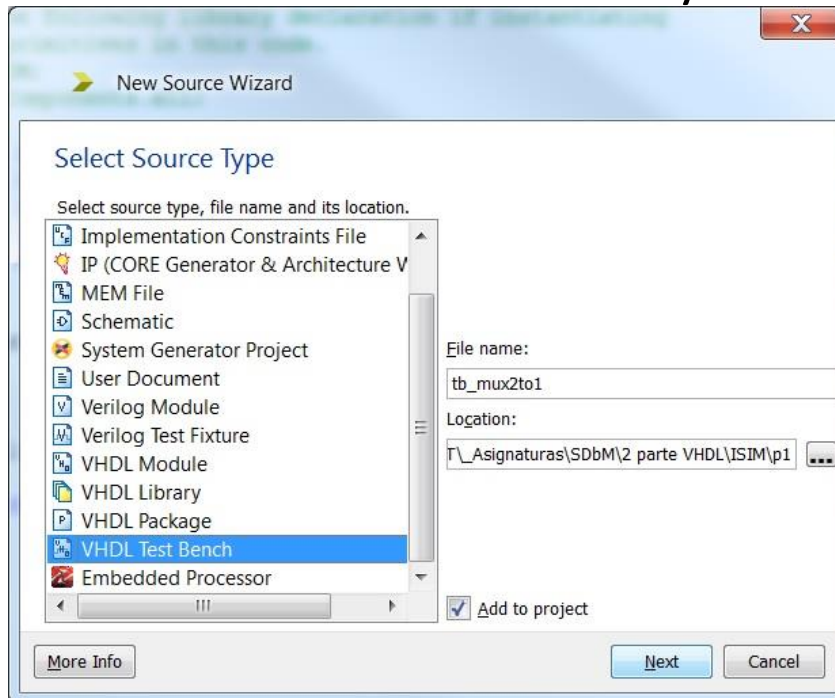 New Source Wizard
Select Source Type
Select source type, file name and its location.
Implementation Constraints File
IP (CORE Generator & Architecture W
MEM File
Schematic
System Generator Project
User Document
Verilog Module
Verilog Test Fixture
VHDL Module
VHDL Library
VHDL Package
VHDL Test Bench
Embedded Processor
File name:
tb_mux2to1
Location:
T\_Asignaturas\SDbM\2 parte VHDL\ISIM\p1
...
Add to project
More Info
Next
Cancel